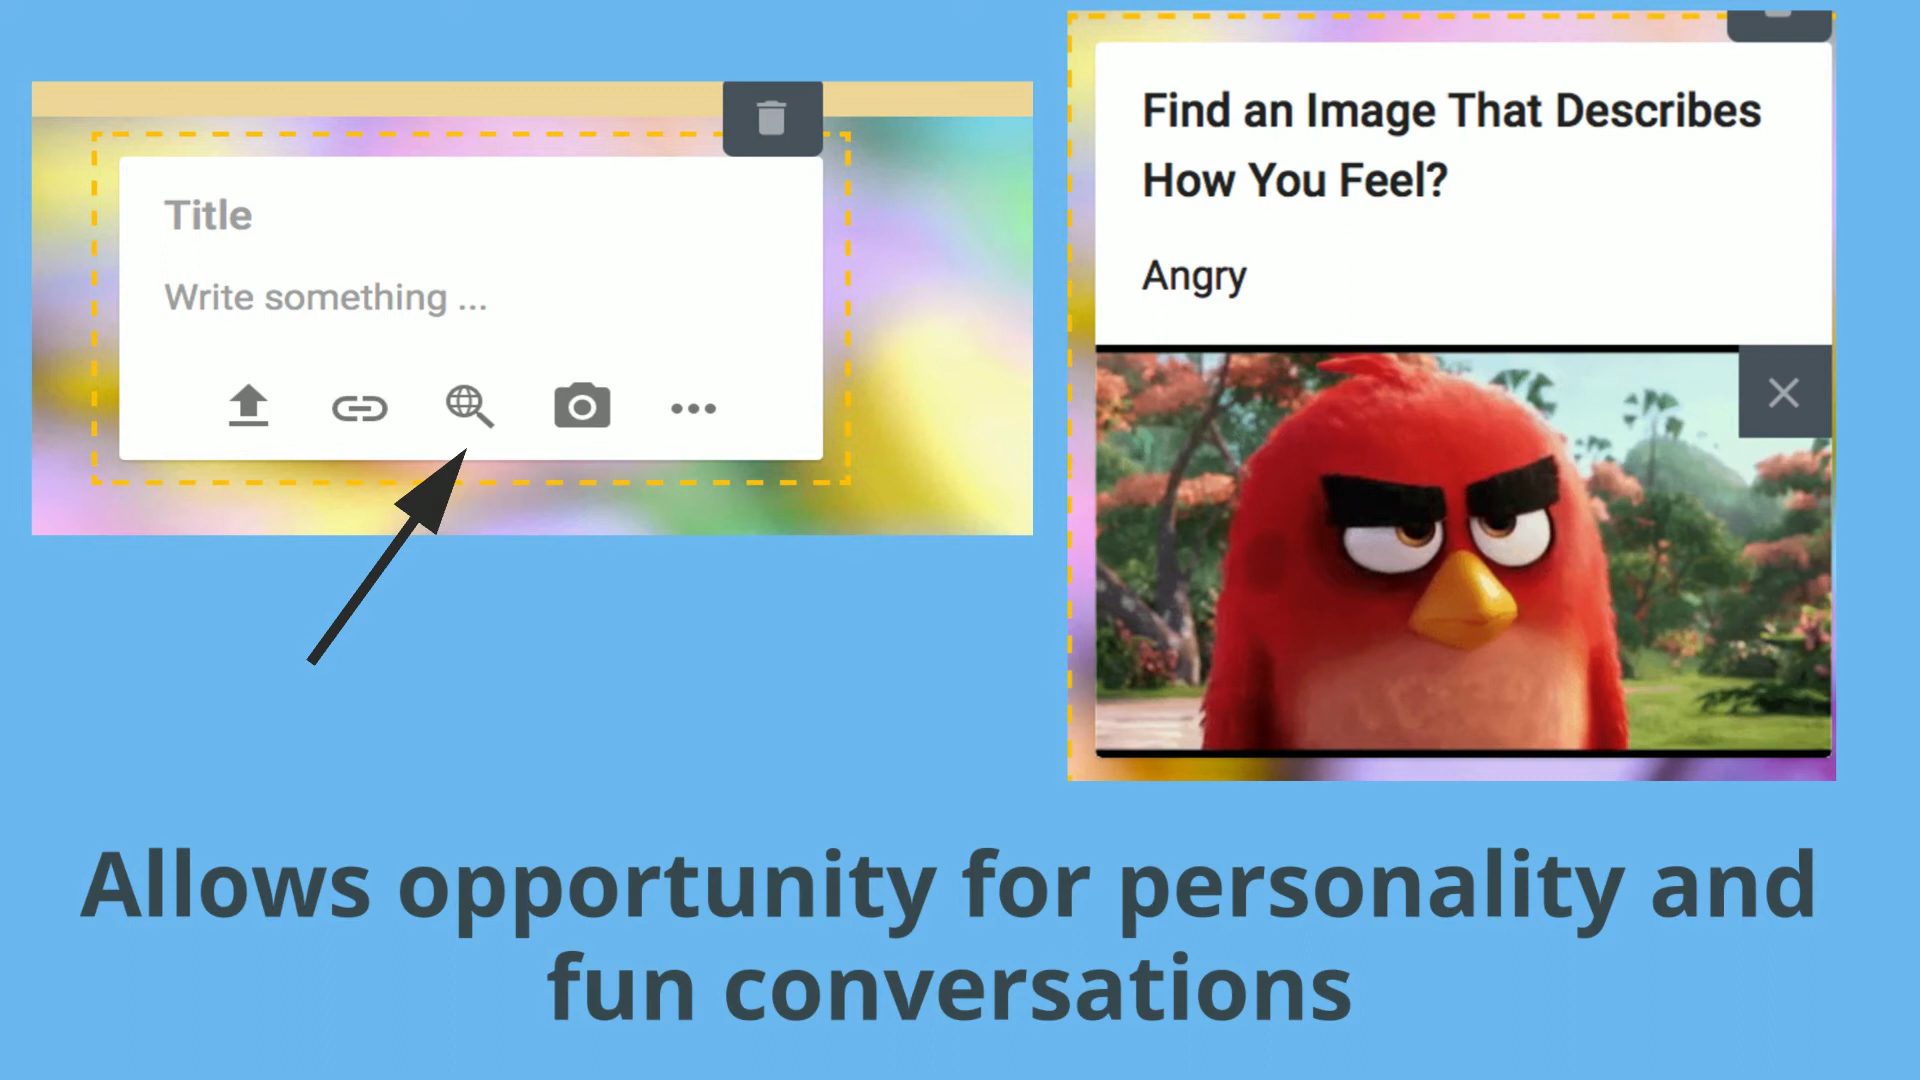 Title
Write something ...
Find an Image That Describes
How You Feel?
Angry
Allows opportunity for personality and
fun conversations